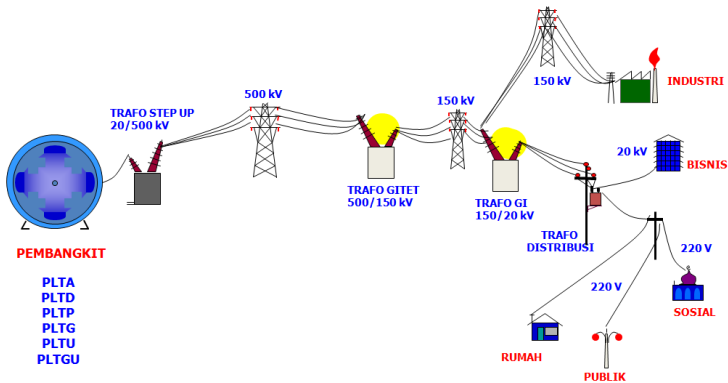 PEMBANGKIT
PLTA
PLTD
PLTP
PLTG
PLTU
PLTGU
TRAFO STEP UP
20/500 kV
500 kV
TRAFO GITET
500/150 kV
150 kV
TRAFO GI
150/20 kV
150 kV
INDUSTRI
20 kV
BISNIS
TRAFO
DISTRIBUSI
220 V
SOSIAL
220 V
RUMAH
PUBLIK